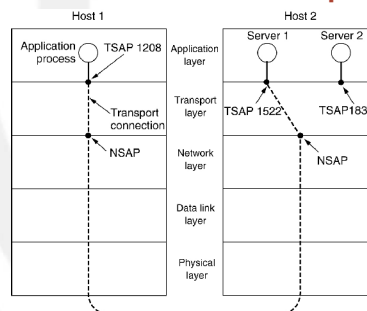 Host 1
Host 2
Application
process
TSAP 1208
Application
layer
Server 1
Server 2
Transport
connection
Transport
layer
TSAP 1522
TSAP183
NSAP
Network
layer
NSAP
Data link
layer
Physical
layer